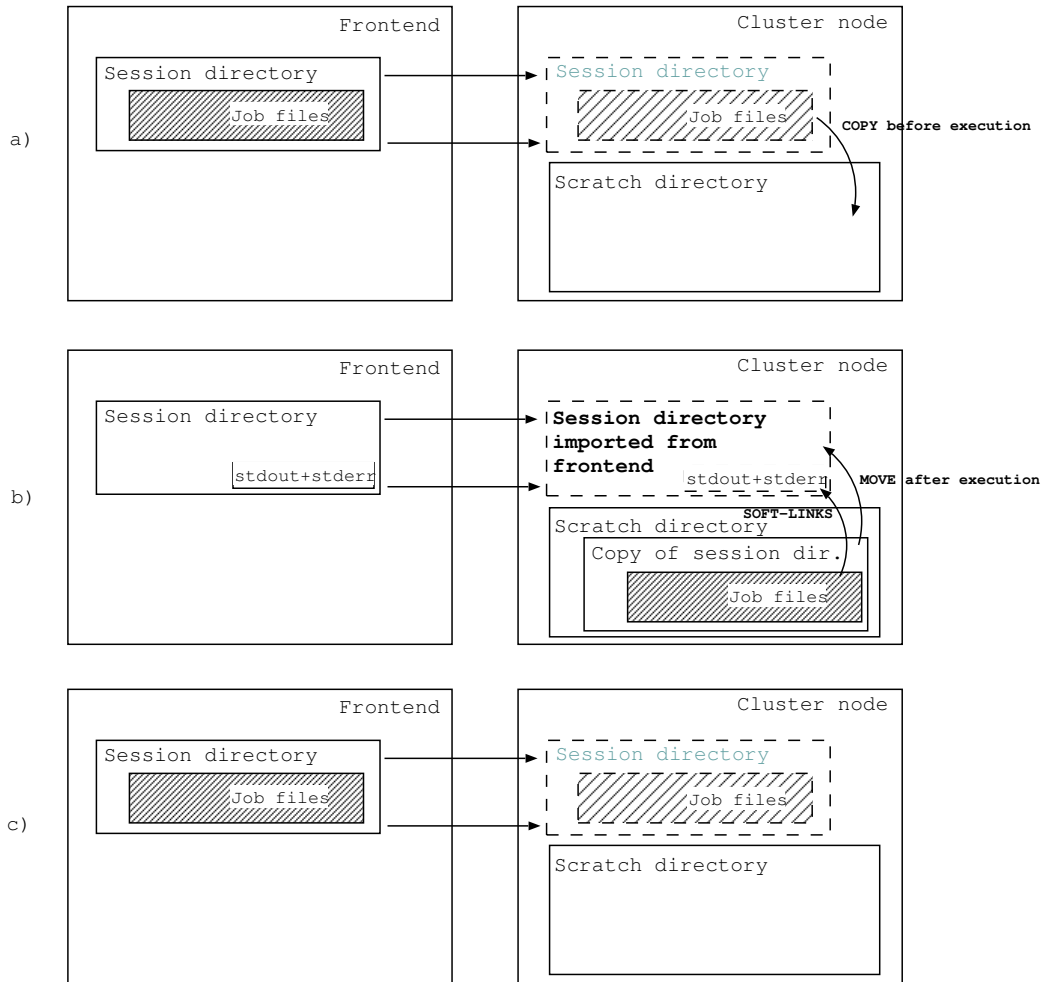 Frontend
Cluster node
Session directory
Session directory
Job files
Job files
a)
COPY before execution
Scratch directory
Frontend
Cluster node
Session directory
Session directory
imported from
frontend
stdout+stderr
stdout+stderr
MOVE after execution
b)
SOFT-LINKS
Scratch directory
Copy of session dir.
Job files
Frontend
Cluster node
Session directory
Session directory
Job files
Job files
c)
Scratch directory